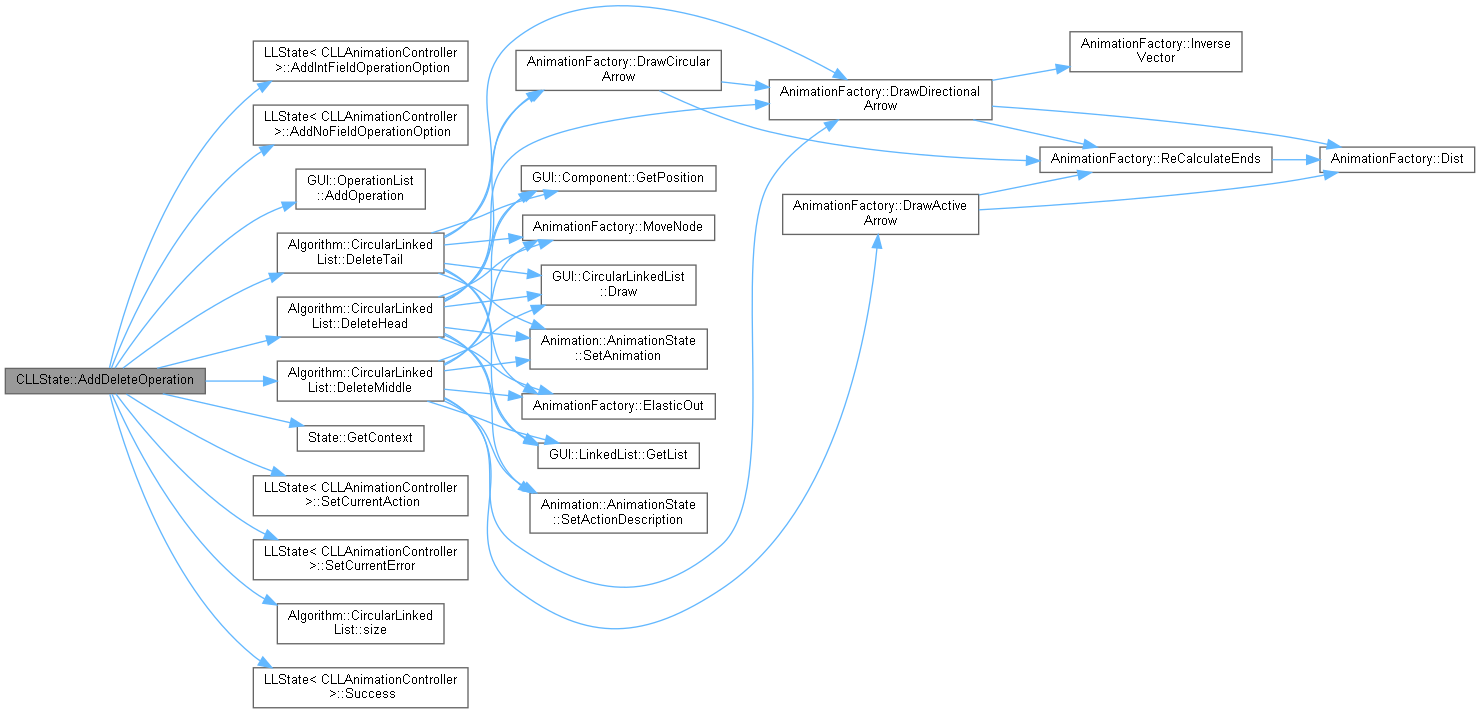 CLLState::AddDeleteOperation
LLState< CLLAnimationController
>::AddIntFieldOperationOption
LLState< CLLAnimationController
>::AddNoFieldOperationOption
GUI::OperationList
::AddOperation
Algorithm::CircularLinked
List::DeleteTail
Algorithm::CircularLinked
List::DeleteHead
Algorithm::CircularLinked
List::DeleteMiddle
State::GetContext
LLState< CLLAnimationController
>::SetCurrentAction
LLState< CLLAnimationController
>::SetCurrentError
Algorithm::CircularLinked
List::size
LLState< CLLAnimationController
>::Success
AnimationFactory::DrawCircular
Arrow
GUI::Component::GetPosition
AnimationFactory::MoveNode
GUI::CircularLinkedList
::Draw
Animation::AnimationState
::SetAnimation
AnimationFactory::ElasticOut
GUI::LinkedList::GetList
Animation::AnimationState
::SetActionDescription
AnimationFactory::DrawDirectional
Arrow
AnimationFactory::DrawActive
Arrow
AnimationFactory::Inverse
Vector
AnimationFactory::ReCalculateEnds
AnimationFactory::Dist